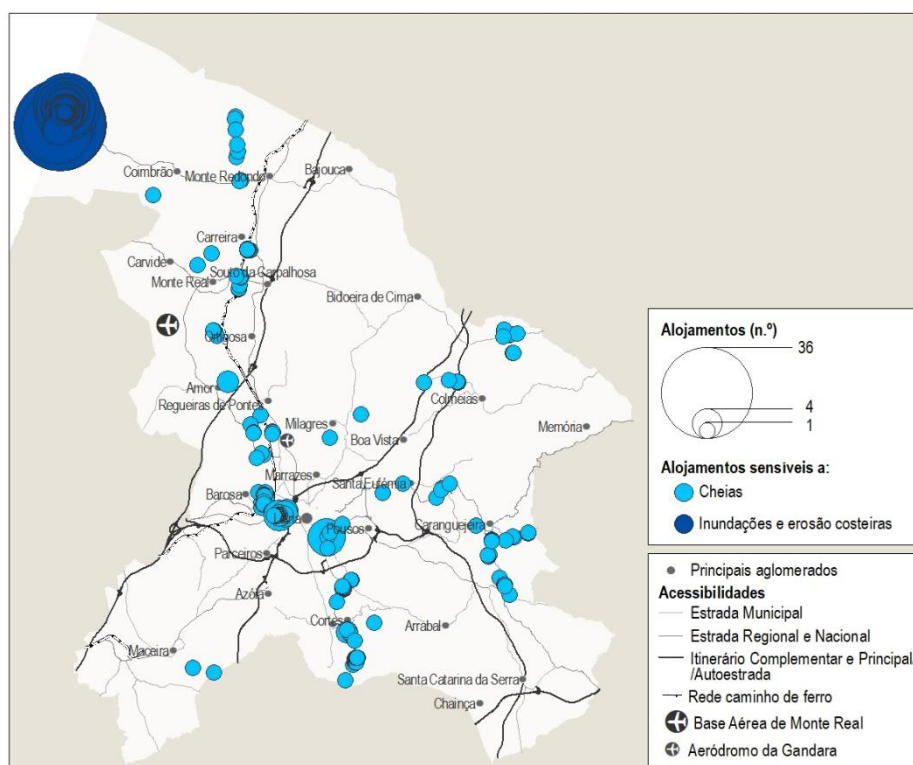 Coimbrão
Monte Redondo
Bajouca
Carreira
Carvide
Souto da Carpalhosa
Monte Real
Bidoeira de Cima
Ortigosa
Amor
Regueiras de Pontes
Colmeias
Milagres
Memória
Boa Vista
Marrazes
Santa Eufémia
Barosa
Caranguejeira
Pousos
Parceiros
Azóia
Cortes
Arrabal
Maceira
Santa Catarina da Serra
Chainça
Alojamentos (n.º)
36
4
1
Alojamentos sensíveis a:
Cheias
Inundações e erosão costeiras
Principais aglomerados
Acessibilidades
Estrada Municipal
Estrada Regional e Nacional
Itinerário Complementar e Principal
/Autoestrada
Rede caminho de ferro
Base Aérea de Monte Real
Aeródromo da Gandara